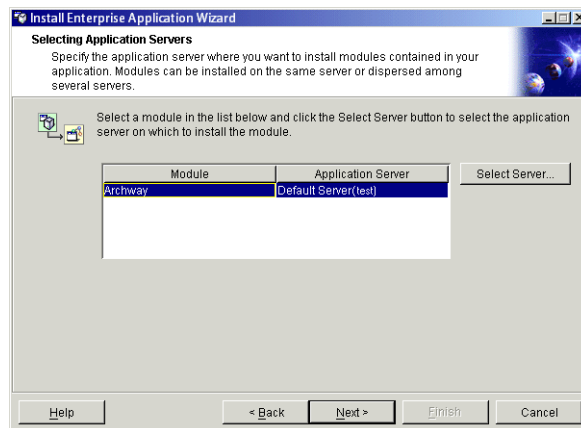 Install Enterprise Application Wizard
Selecting Application Servers
Specify the application server where you want to install modules contained in your
application. Modules can be installed on the same server or dispersed among
several servers.
Select a module in the list below and click the Select Server button to select the application
server on which to install the module.
Module Application Server Select Server...
Archway Default Server(test)
Help < Back Next > Finish Cancel